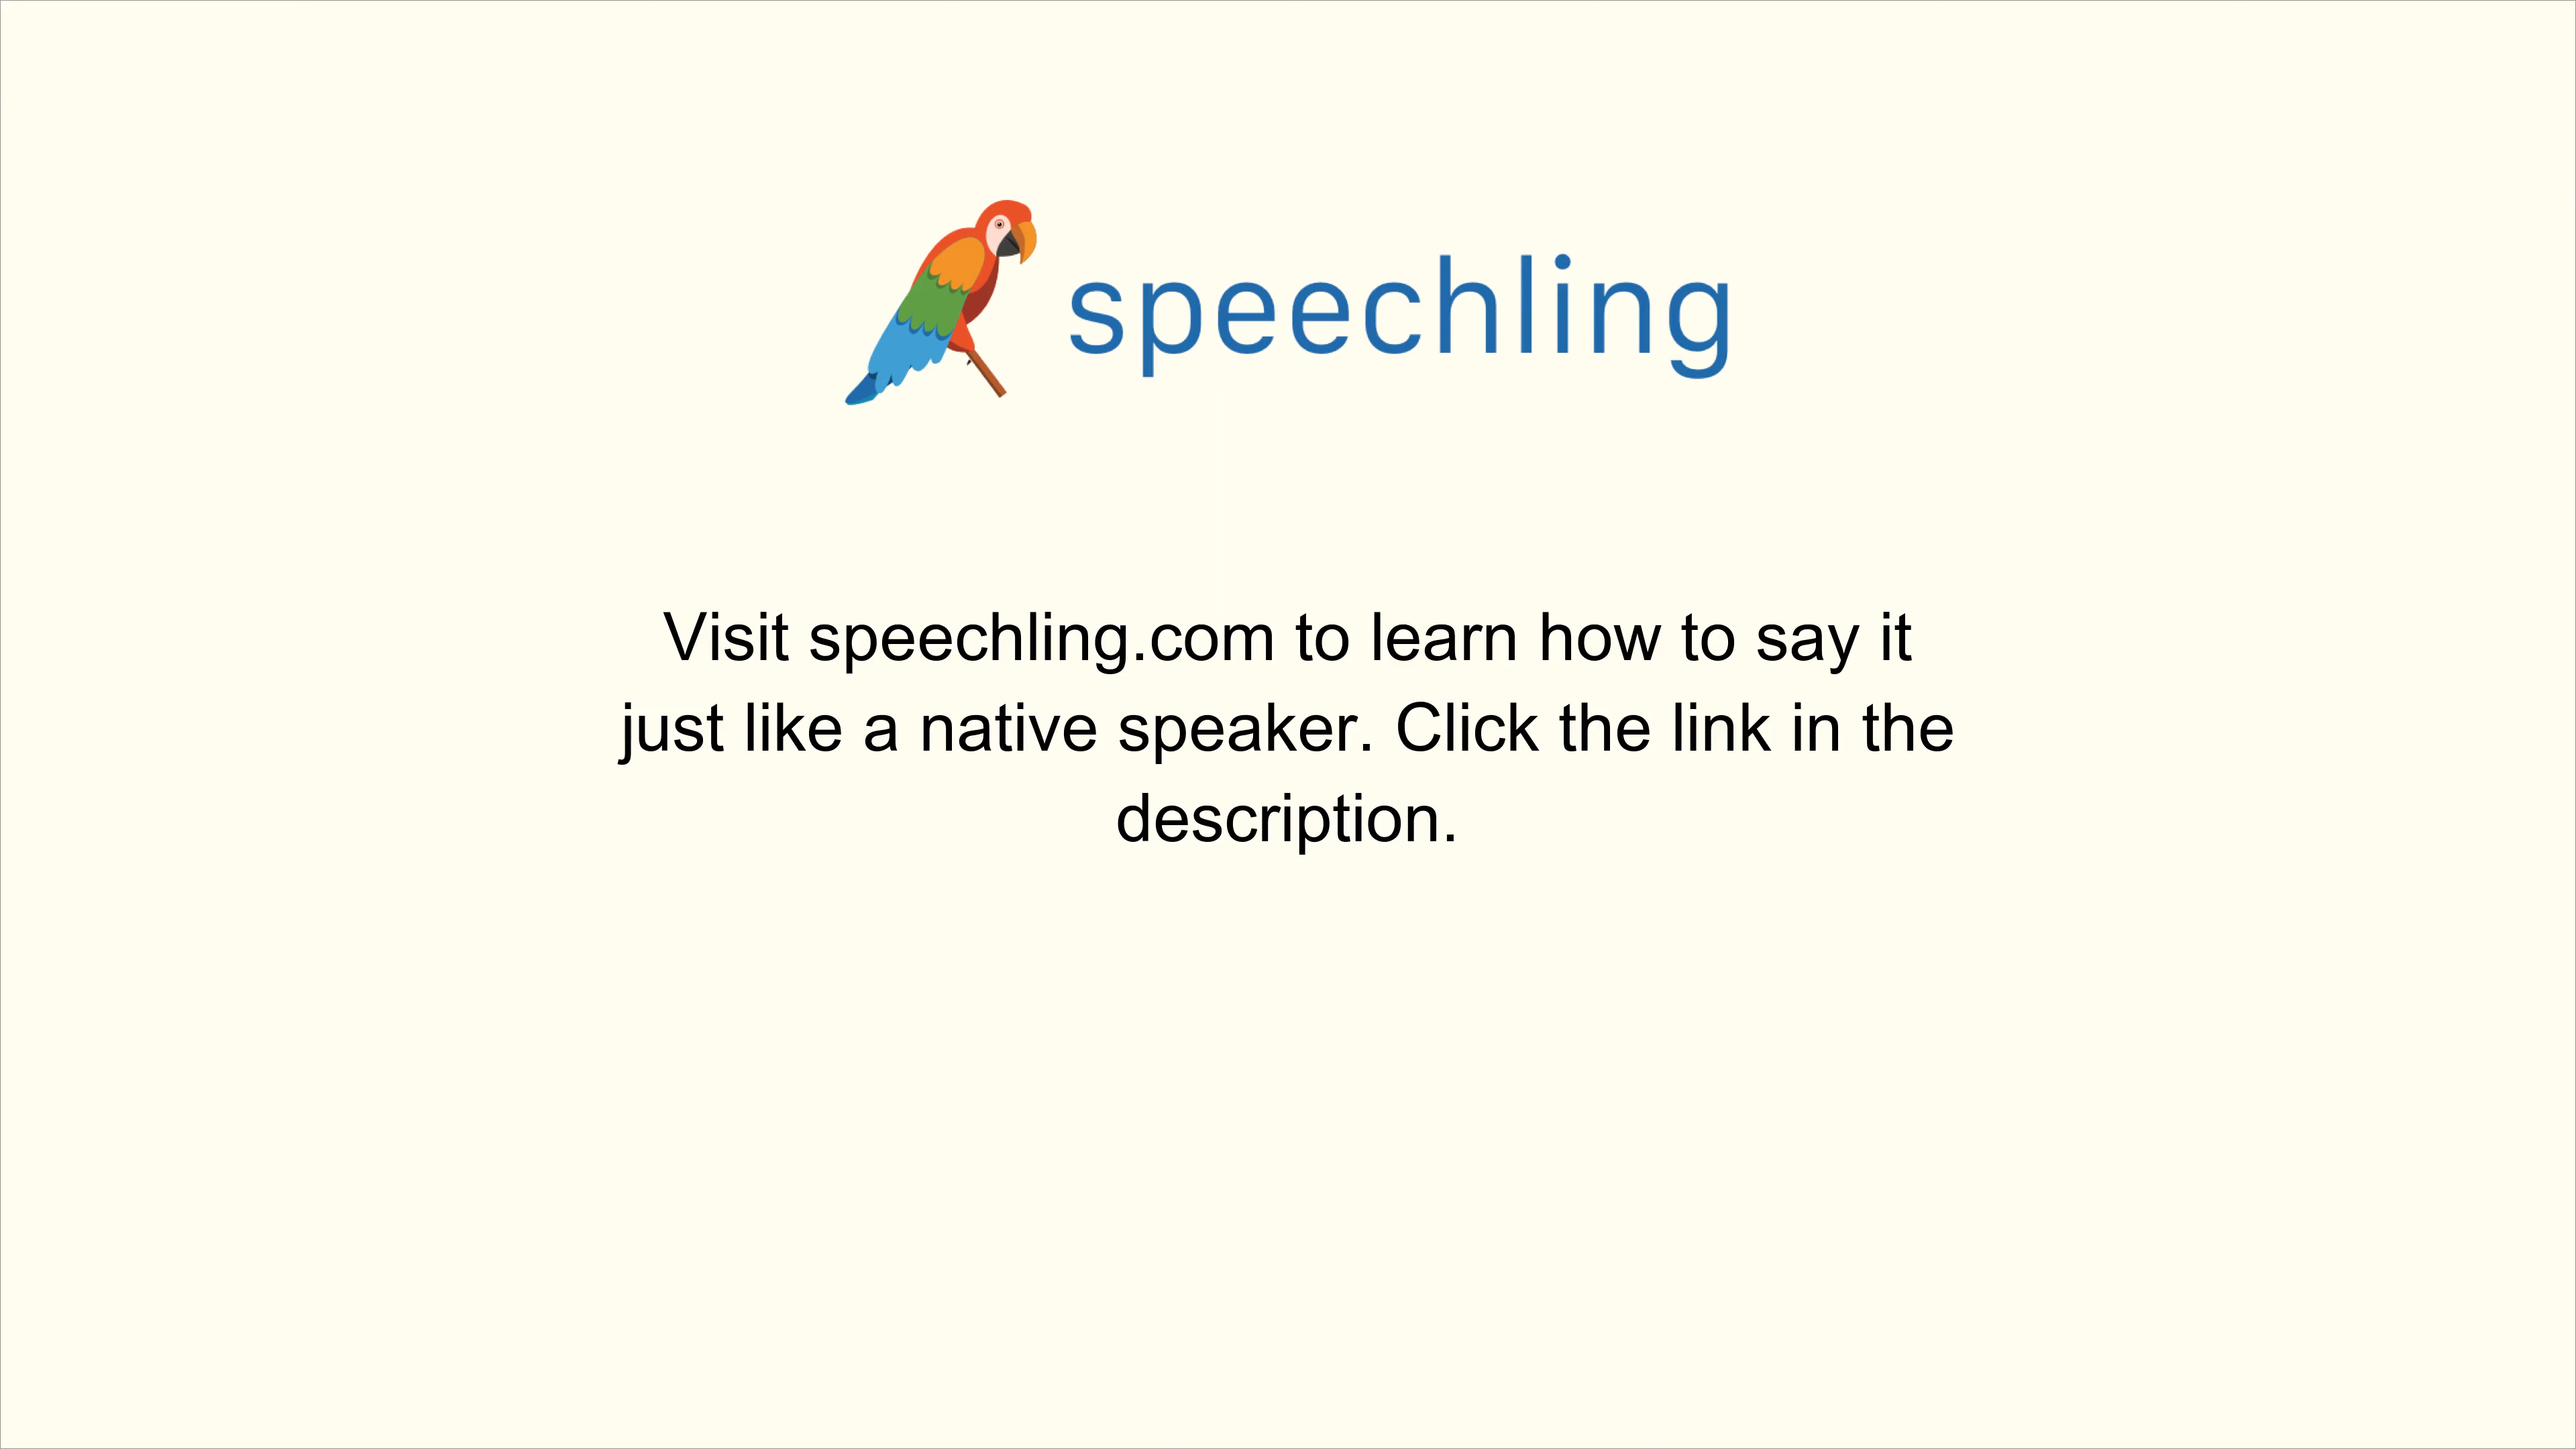 speechling
Visit speechling.com to learn how to say it
just like a native speaker. Click the link in the
description.